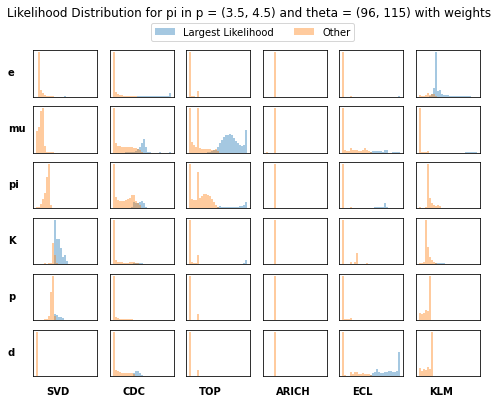 Likelihood Distribution for pi in p = (3.5, 4.5) and theta = (96, 115) with weights
Largest Likelihood Other
e
mu
pi
K
p
d
SVD CDC TOP ARICH ECL KLM